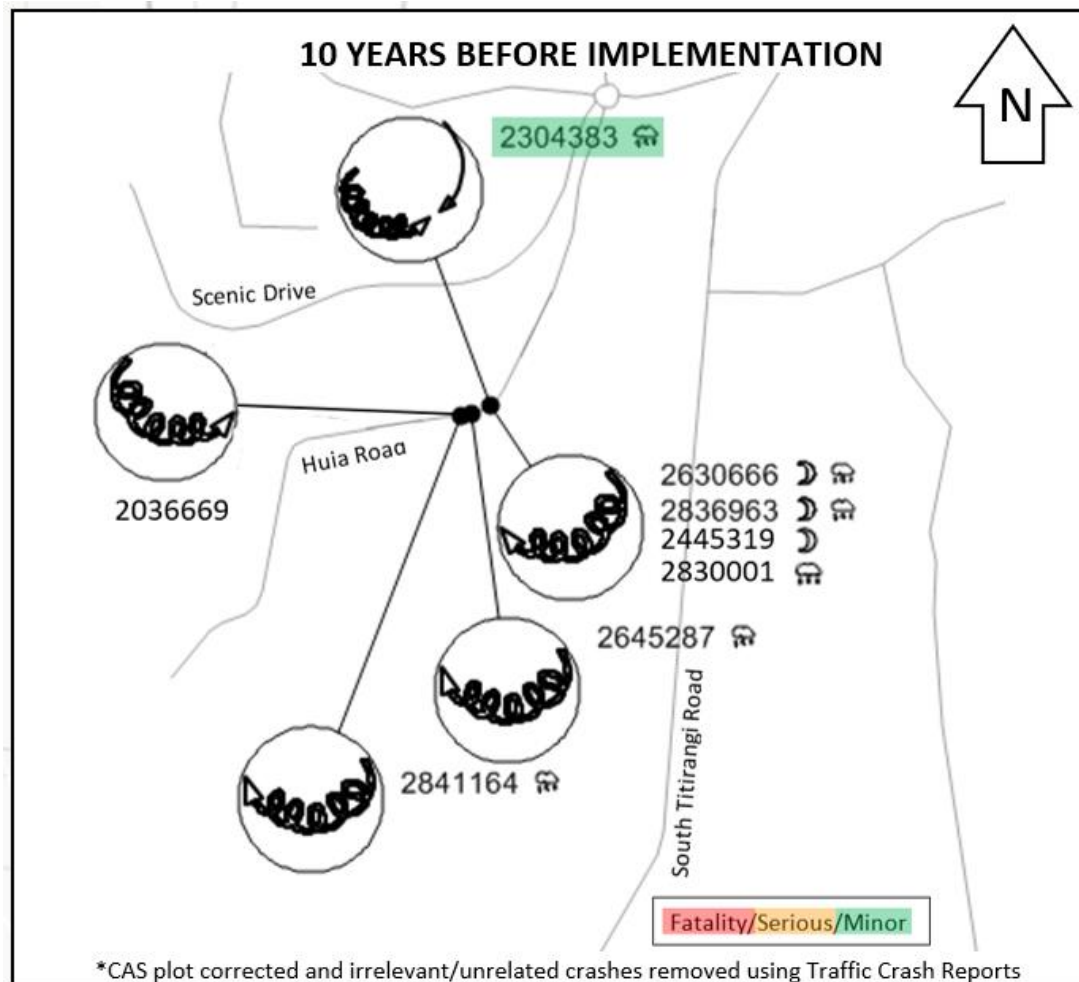 10 YEARS BEFORE IMPLEMENTATION
N
2304383
Scenic Drive
Huia Road
2036669
2630666
2836963
2445319
2830001
2645287
2841164
South Titirangi Road
Fatality/Serious/Minor
*CAS plot corrected and irrelevant/unrelated crashes removed using Traffic Crash Reports